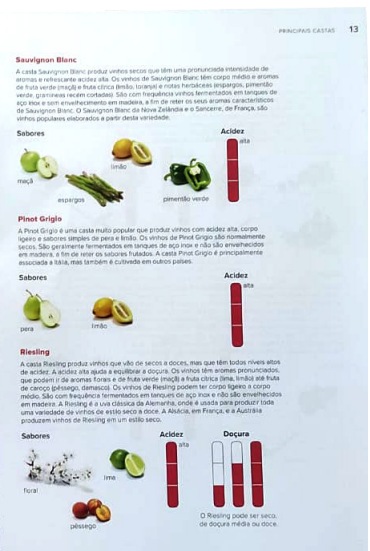 PRINCIPAIS CASTAS 13
Sauvignon Blanc
A casta Sauvignon Blanc produz vinhos secos que têm uma pronunciada intensidade de
aromas e refrescante acidez alta. Os vinhos de Sauvignon Blanc têm corpo médio e aromas
de fruta verde (maçã) e fruta cítrica (limão, toranja) e notas herbáceas (espargos, pimento
verde, gramíneas recém cortadas). São com frequência vinhos fermentados em tanques de
aço inox e sem envelhecimento em madeira, a fim de reter os seus aromas característicos
de Sauvignon Blanc. O Sauvignon Blanc da Nova Zelândia e o Sancerre, de França, são
vinhos populares elaborados a partir desta variedade.
Sabores
Acidez
alta
limão
maçã
espargos
pimentão verde
Pinot Grigio
A Pinot Grigio é uma casta muito popular que produz vinhos com acidez alta, corpo
ligeiro e sabores simples de pera e limão. Os vinhos de Pinot Grigio são normalmente
secos. São geralmente fermentados em tanques de aço inox e não são envelhecidos
em madeira, a fim de reter os sabores frutados. A casta Pinot Grigio é principalmente
associada a Itália, mas também é cultivada em outros países.
Sabores
Acidez
alta
pera
limão
Riesling
A casta Riesling produz vinhos que vão de secos a doces, mas que têm todos níveis altos
de acidez. A acidez alta ajuda a equilibrar a doçura. Os vinhos têm aromas pronunciados,
que podem ir de aromas florais e de fruta verde (maçã) a fruta cítrica (lima, limão) até fruta
de caroço (pêssego, damasco). Os vinhos de Riesling podem ter corpo ligeiro a corpo
médio. São com frequência fermentados em tanques de aço inox e não são envelhecidos
em madeira. A Riesling é a uva clássica da Alemanha, onde é usada para produzir toda
uma variedade de vinhos de estilo seco a doce. A Alsácia, em França, e a Austrália
produzem vinhos de Riesling em um estilo seco.
Sabores
Acidez
Doçura
alta
lima
floral
pêssego
O Riesling pode ser seco,
de doçura média ou doce.